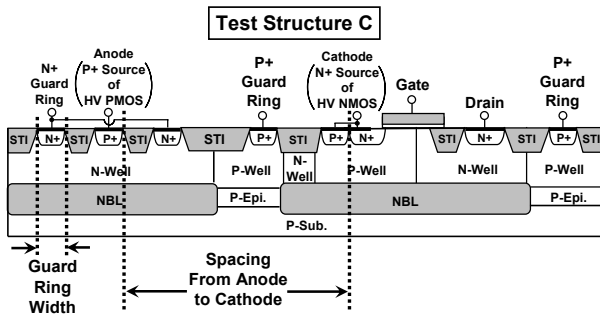 Test Structure C
N+
Guard
Ring
Anode
P+ Source
of
HV PMOS
P+
Guard
Ring
Cathode
N+ Source
of
HV NMOS
Gate
Drain
P+
Guard
Ring
STI
N+
STI
P+
STI
N+
STI
P+
STI
P+
N+
STI
N+
STI
P+
STI
N-Well
P-Well
N-
Well
P-Well
N-Well
P-Well
NBL
P-Epi.
NBL
P-Epi.
P-Sub.
Guard
Ring
Width
Spacing
From Anode
to Cathode